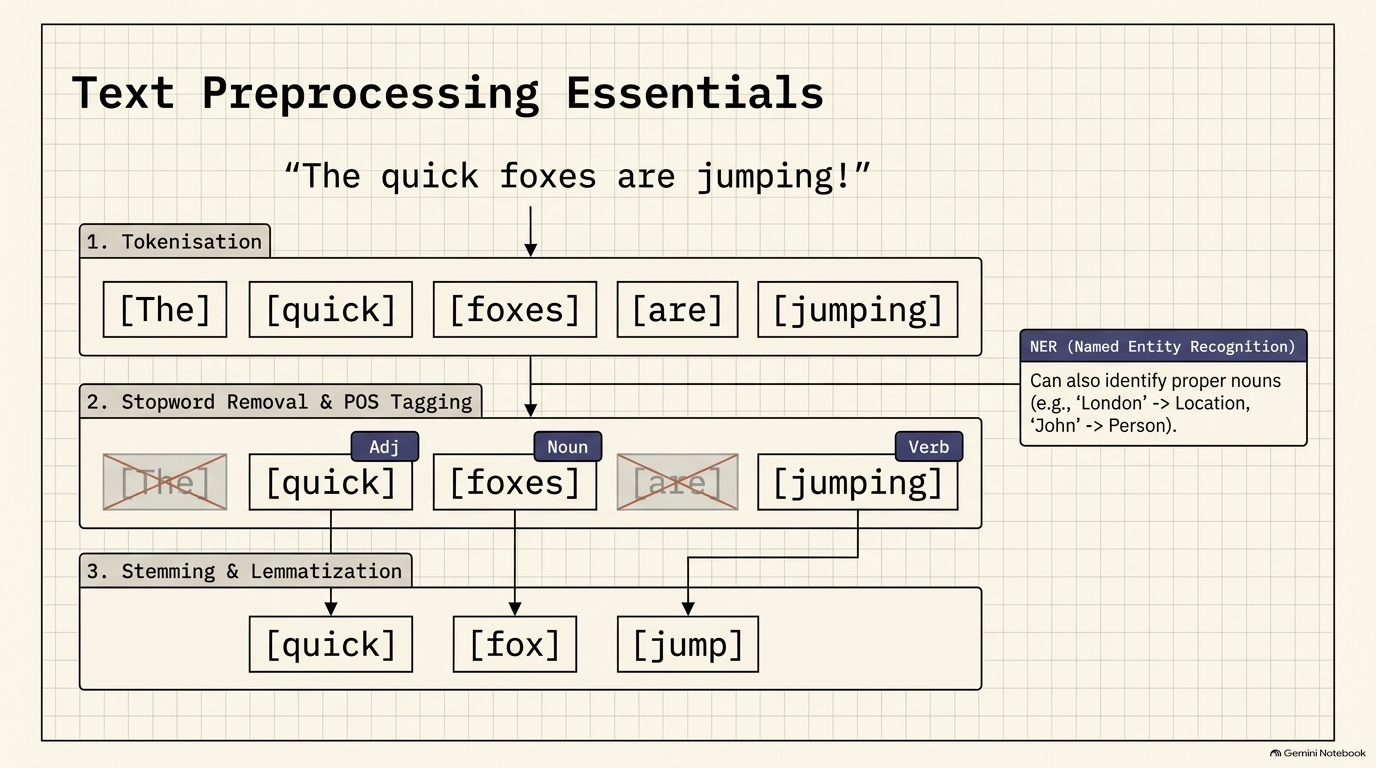 Text Preprocessing Essentials
“The quick foxes are jumping!”
1. Tokenisation
[The] [quick] [foxes] [are] [jumping]
NER (Named Entity Recognition)
Can also identify proper nouns
(e.g., ‘London’ -> Location,
‘John’ -> Person).
2. Stopword Removal & POS Tagging
Adj Noun Verb
[The] [quick] [foxes] [are] [jumping]
3. Stemming & Lemmatization
[quick] [fox] [jump]
Gemini Notebook